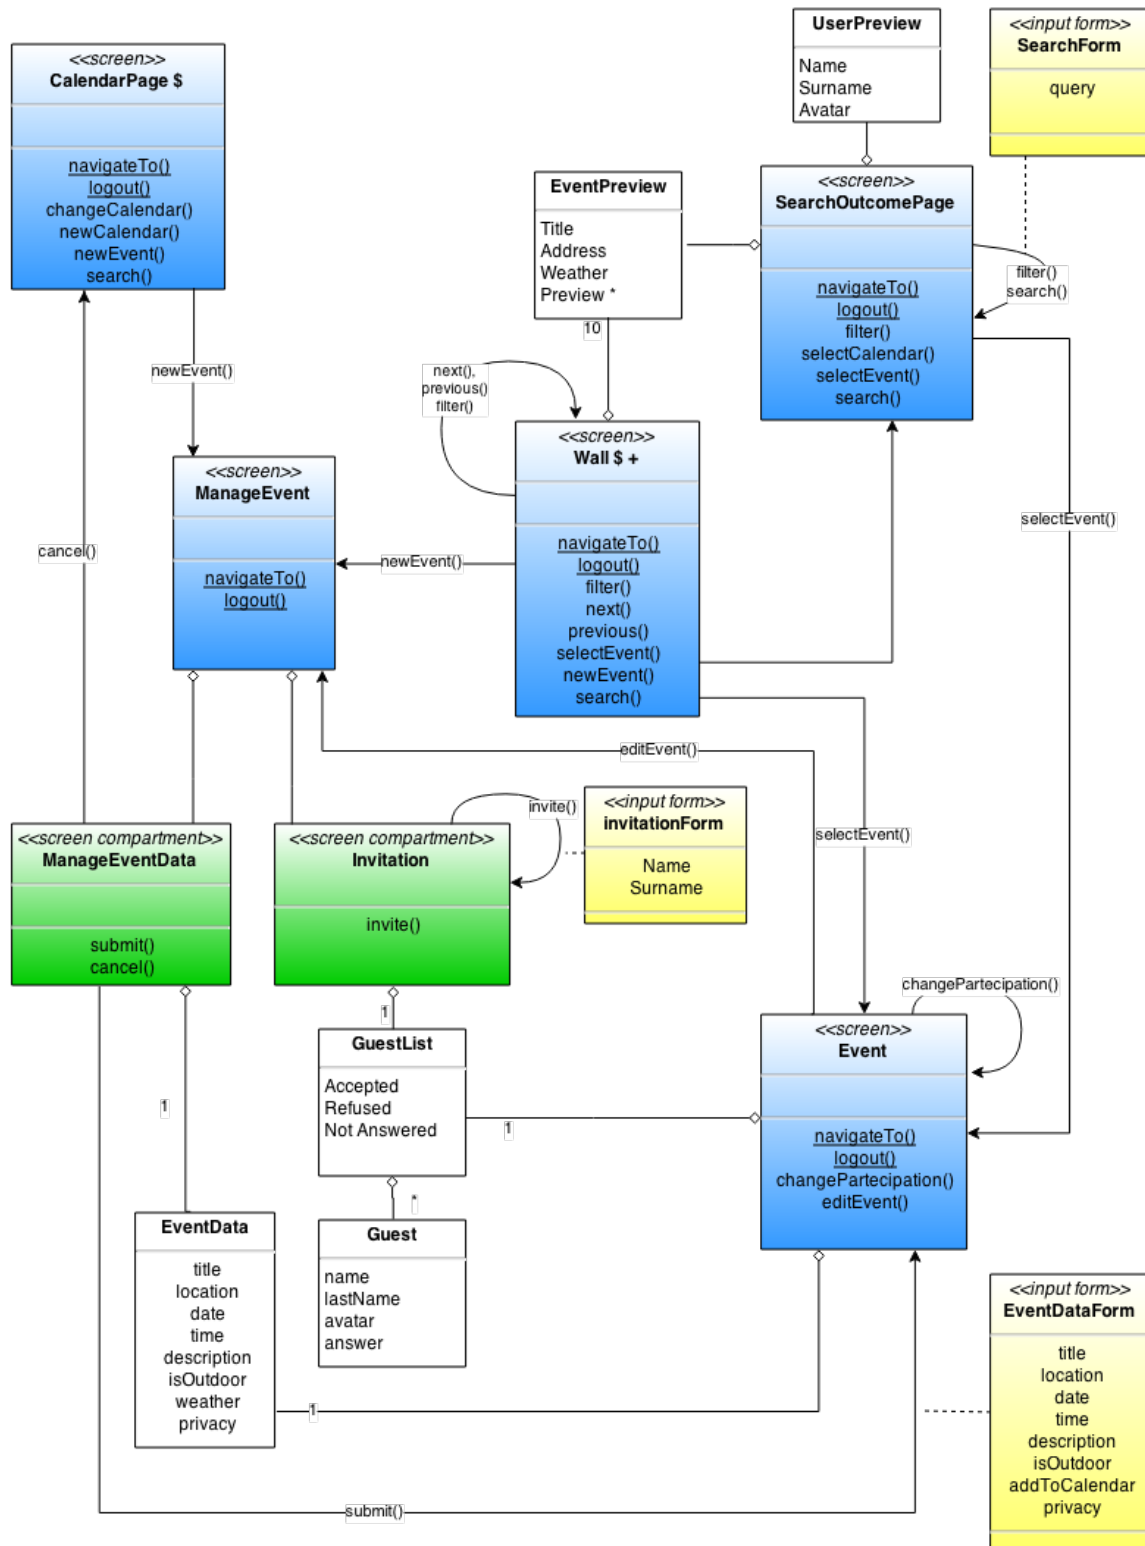 <<screen>>
CalendarPage $
navigateTo()
logout()
changeCalendar()
newCalendar()
newEvent()
search()
UserPreview
Name
Surname
Avatar
<<input form>>
SearchForm
query
EventPreview
Title
Address
Weather
Preview *
10
<<screen>>
SearchOutcomePage
navigateTo()
logout()
filter()
selectCalendar()
selectEvent()
search()
filter()
search()
newEvent()
next(),
previous()
filter()
<<screen>>
Wall $ +
navigateTo()
logout()
filter()
next()
previous()
selectEvent()
newEvent()
search()
<<screen>>
ManageEvent
navigateTo()
logout()
cancel()
newEvent()
selectEvent()
editEvent()
selectEvent()
<<screen compartment>>
ManageEventData
submit()
cancel()
<<screen compartment>>
Invitation
invite()
invite()
<<input form>>
invitationForm
Name
Surname
changePartecipation()
1
GuestList
Accepted
Refused
Not Answered
1
<<screen>>
Event
navigateTo()
logout()
changePartecipation()
editEvent()
1
*
Guest
name
lastName
avatar
answer
EventData
title
location
date
time
description
isOutdoor
weather
privacy
1
<<input form>>
EventDataForm
title
location
date
time
description
isOutdoor
addToCalendar
privacy
submit()